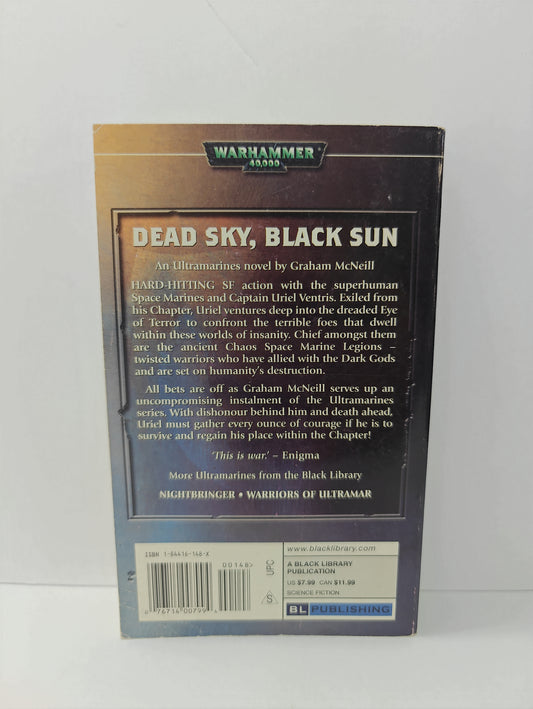 WARHAMMER
40,000
DEAD SKY, BLACK SUN
An Ultramarines novel by Graham McNeill
HARD-HITTING SF action with the superhuman
Space Marines and Captain Uriel Ventris. Exiled from
his Chapter, Uriel ventures deep into the dreaded Eye
of Terror to confront the terrible foes that dwell
within these worlds of insanity. Chief amongst them
are the ancient Chaos Space Marine Legions –
twisted warriors who have allied with the Dark Gods
and are set on humanity's destruction.
All bets are off as Graham McNeill serves up an
uncompromising instalment of the Ultramarines
series. With dishonour behind him and death ahead,
Uriel must gather every ounce of courage if he is to
survive and regain his place within the Chapter!
'This is war.' – Enigma
More Ultramarines from the Black Library
NIGHTBRINGER • WARRIORS OF ULTRAMAR
ISBN 1-84416-148-X
00148>
UPC
S
6 76714 00799 4
www.blacklibrary.com
A BLACK LIBRARY
PUBLICATION
US $7.99 CAN $11.99
SCIENCE FICTION
BL PUBLISHING